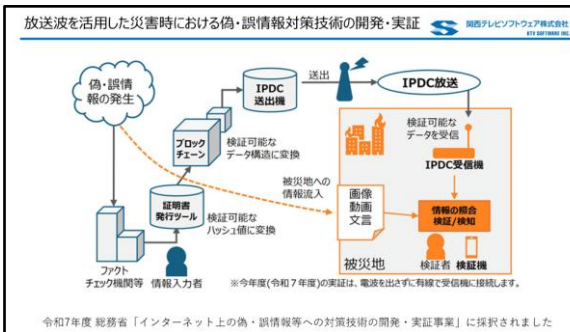 放送波を活用した災害時における偽・誤情報対策技術の開発・実証
関西テレビソフトウェア株式会社
KTV SOFTWARE INC.
偽・誤情
報の発生
IPDC
送出機
送出
IPDC放送
ブロック
チェーン
検証可能な
データ構造に変換
検証可能な
データを受信
IPDC受信機
被災地への
情報流入
証明書
発行ツール
検証可能な
ハッシュ値に変換
画像
動画
文言
情報の照合
検証/検知
被災地
検証者
検証機
ファクト
チェック機関等
情報入力者
※今年度(令和7年度)の実証は、電波を出さずに有線で受信機に接続します。
令和7年度 総務省「インターネット上の偽・誤情報等への対策技術の開発・実証事業」に採択されました